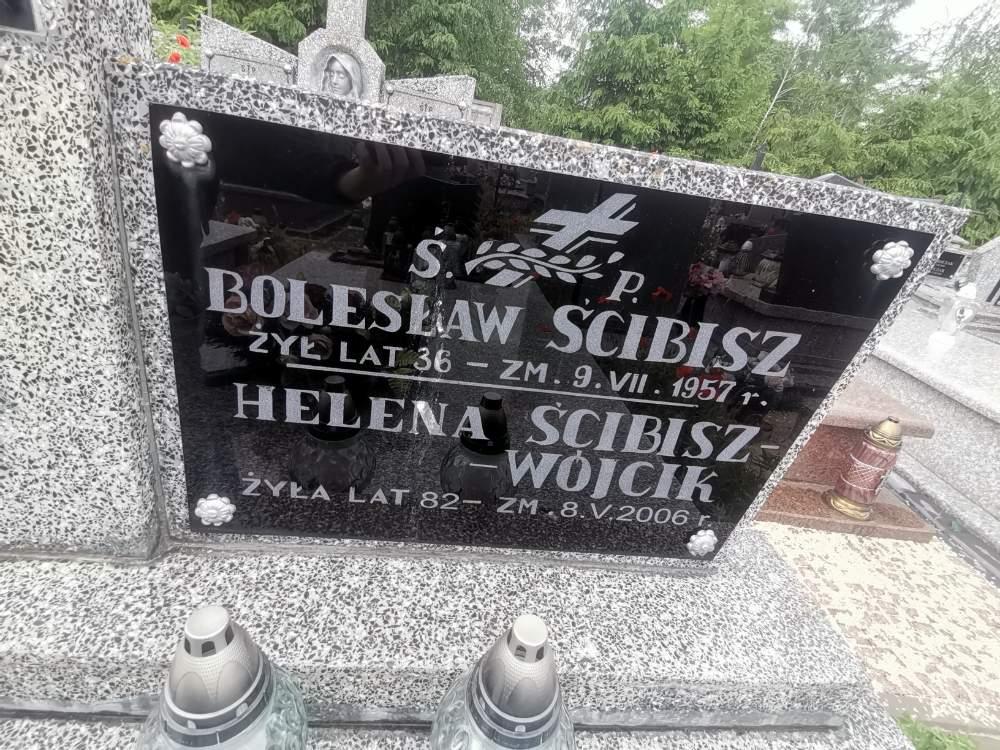 Ś.P.
Ś.P.
Ś. P.
BOLESŁAW ŚCIBISZ
ŻYŁ LAT 36 – ZM. 9. VII. 1957 r.
HELENA ŚCIBISZ-
–WÓJCIK
ŻYŁA LAT 82 – ZM. 8. V. 2006 r.